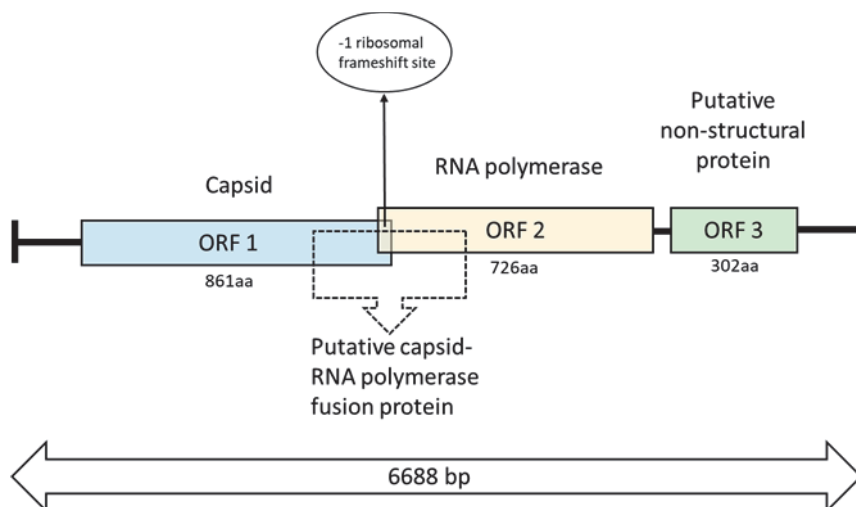 -1 ribosomal
frameshift site
Putative
non-structural
protein
RNA polymerase
Capsid
ORF 1
ORF 2
ORF 3
861aa
726aa
302aa
Putative capsid-
RNA polymerase
fusion protein
6688 bp